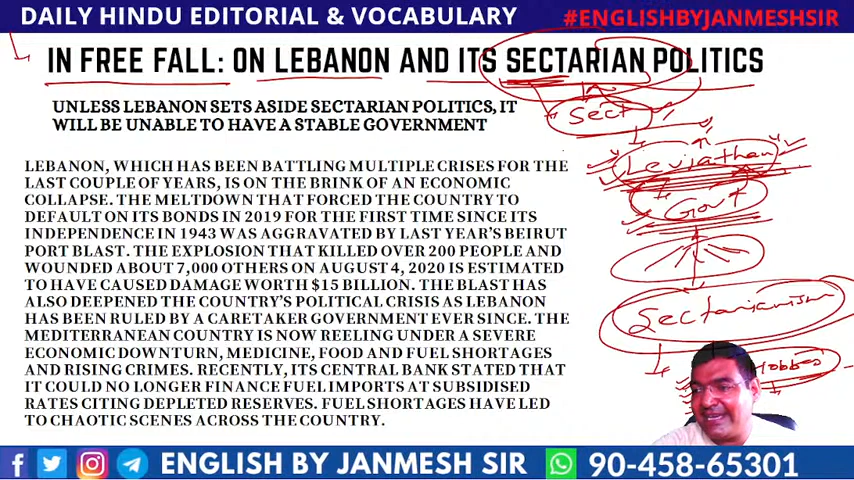 DAILY HINDU EDITORIAL & VOCABULARY
#ENGLISHBYJANMESHSIR
IN FREE FALL: ON LEBANON AND ITS SECTARIAN POLITICS
UNLESS LEBANON SETS ASIDE SECTARIAN POLITICS, IT
WILL BE UNABLE TO HAVE A STABLE GOVERNMENT
Sect
Leviathan
Govt
Sectarianism
Hobbes
LEBANON, WHICH HAS BEEN BATTLING MULTIPLE CRISES FOR THE
LAST COUPLE OF YEARS, IS ON THE BRINK OF AN ECONOMIC
COLLAPSE. THE MELTDOWN THAT FORCED THE COUNTRY TO
DEFAULT ON ITS BONDS IN 2019 FOR THE FIRST TIME SINCE ITS
INDEPENDENCE IN 1943 WAS AGGRAVATED BY LAST YEAR'S BEIRUT
PORT BLAST. THE EXPLOSION THAT KILLED OVER 200 PEOPLE AND
WOUNDED ABOUT 7,000 OTHERS ON AUGUST 4, 2020 IS ESTIMATED
TO HAVE CAUSED DAMAGE WORTH $15 BILLION. THE BLAST HAS
ALSO DEEPENED THE COUNTRY'S POLITICAL CRISIS AS LEBANON
HAS BEEN RULED BY A CARETAKER GOVERNMENT EVER SINCE. THE
MEDITERRANEAN COUNTRY IS NOW REELING UNDER A SEVERE
ECONOMIC DOWNTURN, MEDICINE, FOOD AND FUEL SHORTAGES
AND RISING CRIMES. RECENTLY, ITS CENTRAL BANK STATED THAT
IT COULD NO LONGER FINANCE FUEL IMPORTS AT SUBSIDISED
RATES CITING DEPLETED RESERVES. FUEL SHORTAGES HAVE LED
TO CHAOTIC SCENES ACROSS THE COUNTRY.
ENGLISH BY JANMESH SIR
90-458-65301